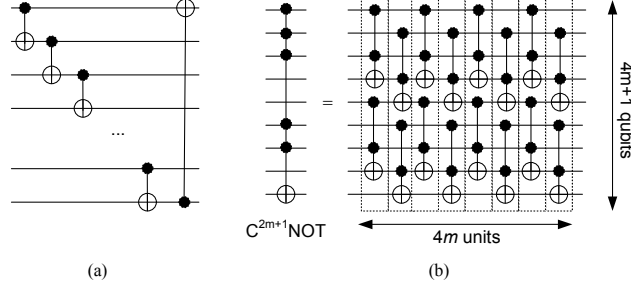 ...
=
4m+1 qubits
C^{2m+1}NOT
4m units
(a)
(b)